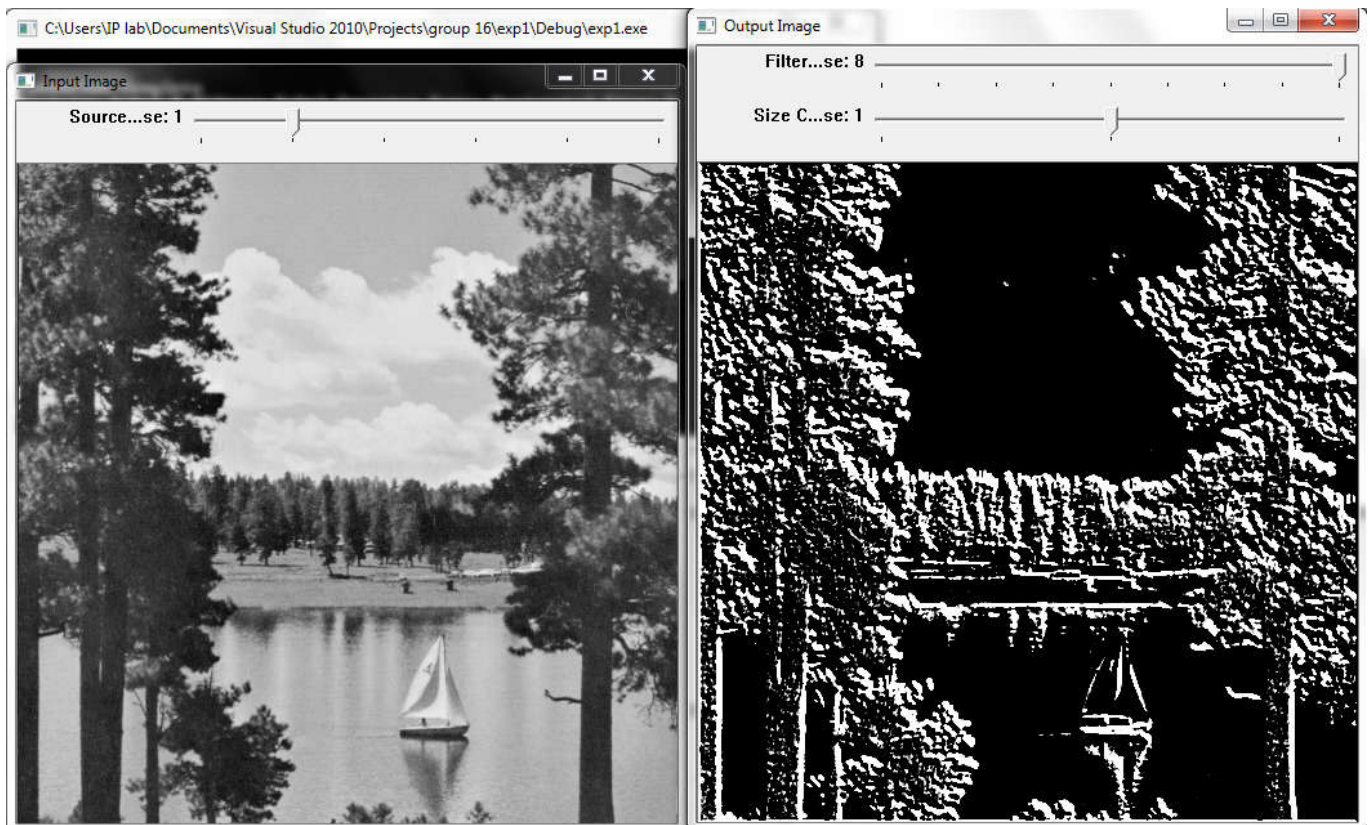 C:\Users\IP lab\Documents\Visual Studio 2010\Projects\group 16\exp1\Debug\exp1.exe
Input Image
Source...se: 1
Output Image
Filter...se: 8
Size C...se: 1